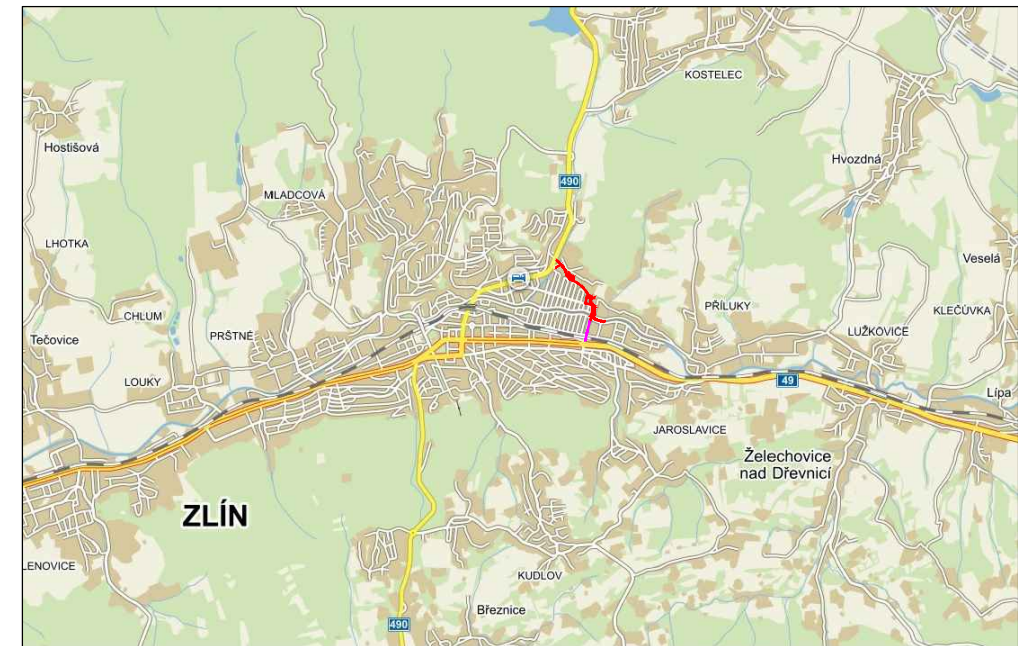 KOSTELEC
Hostišová
Hvozdná
490
MLADCOVÁ
LHOTKA
Veselá
PŘÍLUKY
CHLUM
KLEČŮVKA
LUŽKOVICE
PRŠTNÉ
Tečovice
LOUKY
49
Lípa
JAROSLAVICE
Želechovice
nad Dřevnicí
ZLÍN
LENOVICE
KUDLOV
Březnice
490